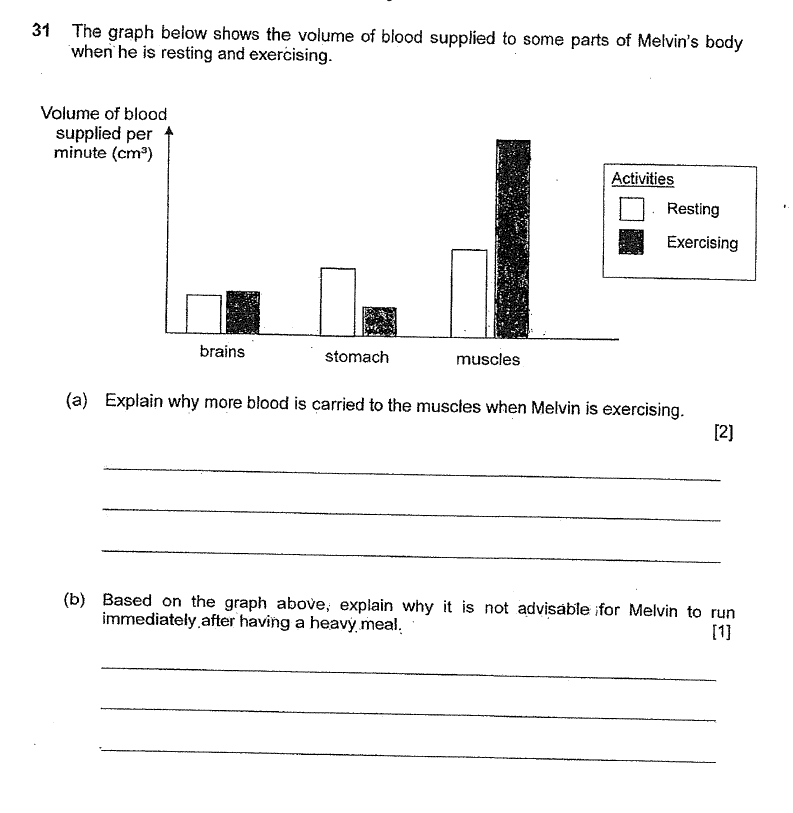 31 The graph below shows the volume of blood supplied to some parts of Melvin's body
when he is resting and exercising.
Volume of blood
supplied per
minute (cm³)
Activities
Resting
Exercising
brains
stomach
muscles
(a) Explain why more blood is carried to the muscles when Melvin is exercising.
[2]
(b) Based on the graph above, explain why it is not advisable for Melvin to run
immediately after having a heavy meal.
[1]